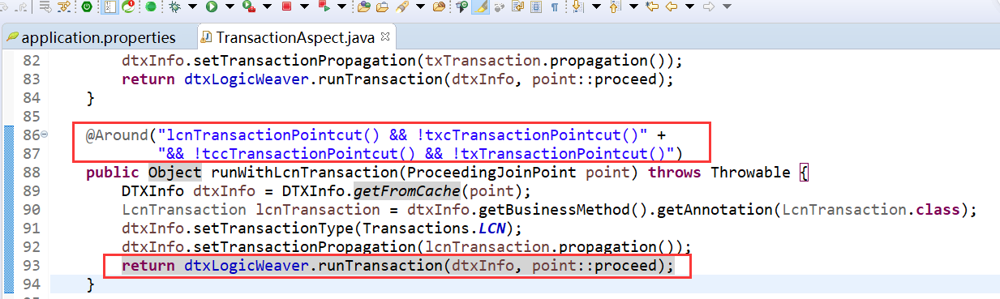 application.properties TransactionAspect.java
82 dtxInfo.setTransactionPropagation(txTransaction.propagation());
83 return dtxLogicWeaver.runTransaction(dtxInfo, point::proceed);
84 }
85
86 @Around("lcnTransactionPointcut() && !txcTransactionPointcut()" +
87 "&& !tccTransactionPointcut() && !txTransactionPointcut()")
88 public Object runWithLcnTransaction(ProceedingJoinPoint point) throws Throwable {
89 DTXInfo dtxInfo = DTXInfo.getFromCache(point);
90 LcnTransaction lcnTransaction = dtxInfo.getBusinessMethod().getAnnotation(LcnTransaction.class);
91 dtxInfo.setTransactionType(Transactions.LCN);
92 dtxInfo.setTransactionPropagation(lcnTransaction.propagation());
93 return dtxLogicWeaver.runTransaction(dtxInfo, point::proceed);
94 }